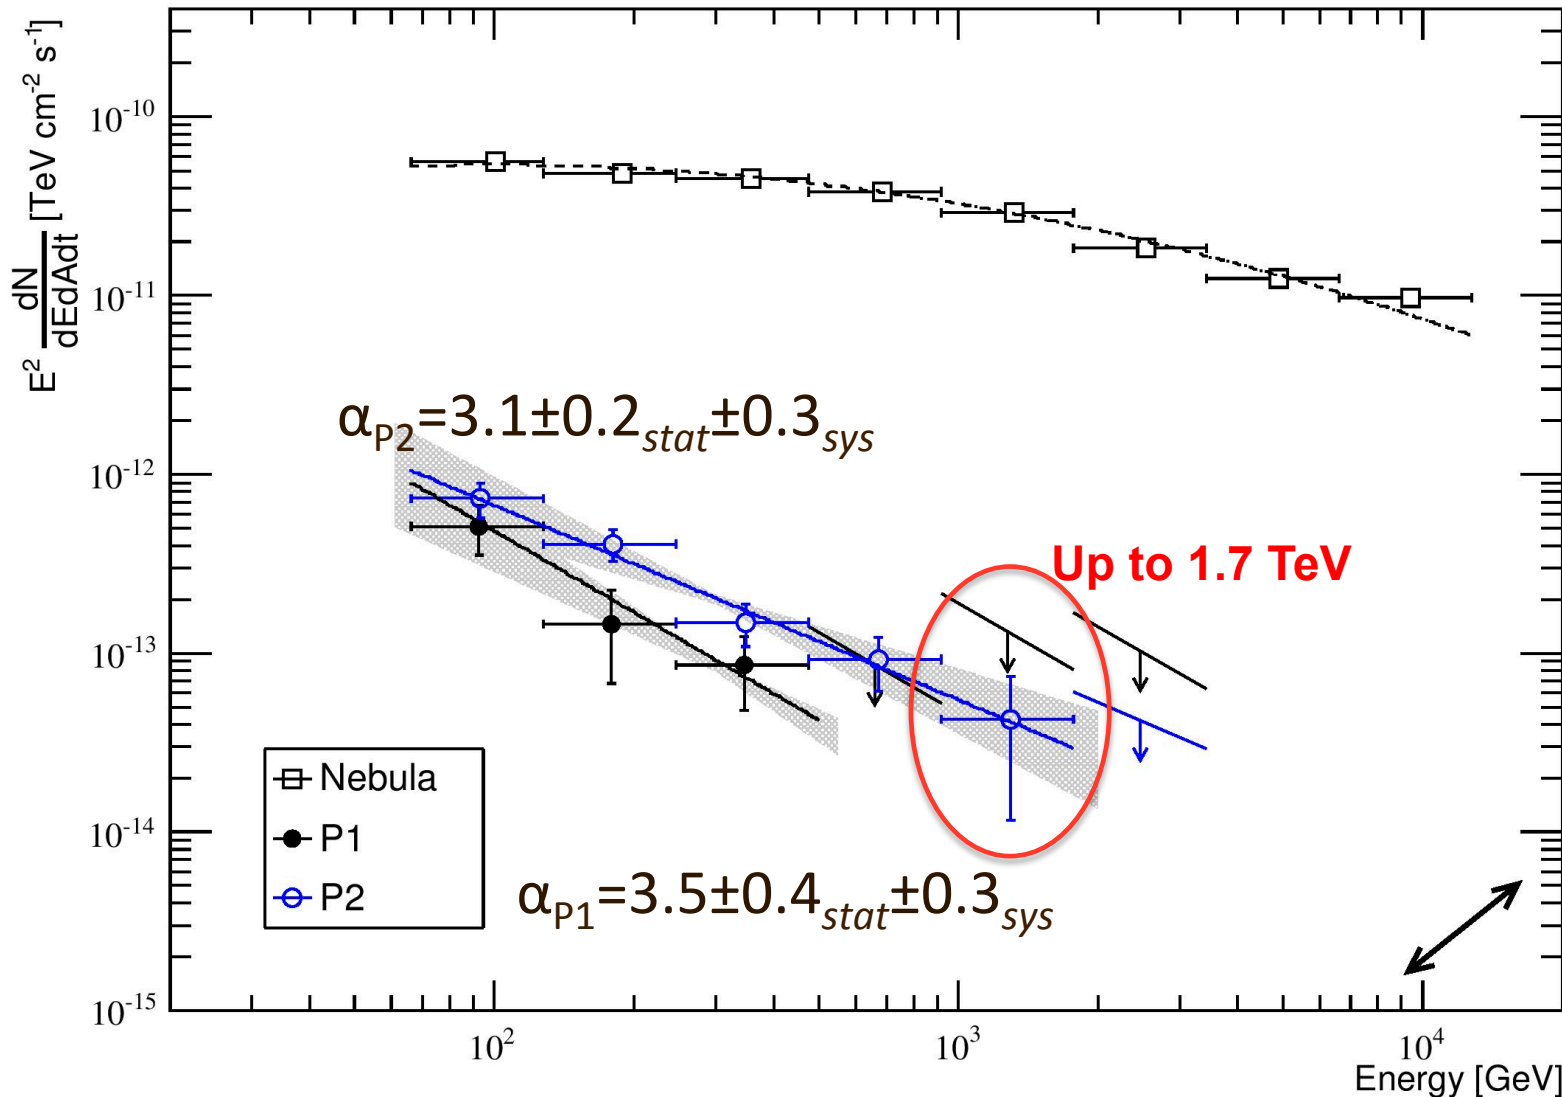 E² dN/dEdAdt [TeV cm⁻² s⁻¹]
10⁻¹⁰
10⁻¹¹
10⁻¹²
10⁻¹³
10⁻¹⁴
10⁻¹⁵
α_P2=3.1±0.2_stat±0.3_sys
Up to 1.7 TeV
Nebula
P1
P2
α_P1=3.5±0.4_stat±0.3_sys
10²
10³
10⁴
Energy [GeV]